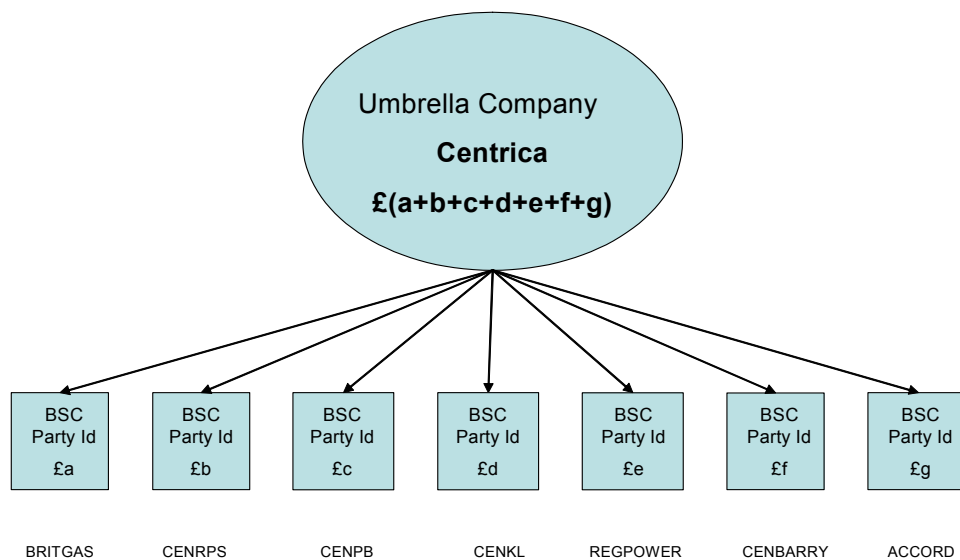 Umbrella Company
Centrica
£(a+b+c+d+e+f+g)
BSC
Party Id
£a
BSC
Party Id
£b
BSC
Party Id
£c
BSC
Party Id
£d
BSC
Party Id
£e
BSC
Party Id
£f
BSC
Party Id
£g
BRITGAS
CENRPS
CENPB
CENKL
REGPOWER
CENBARRY
ACCORD